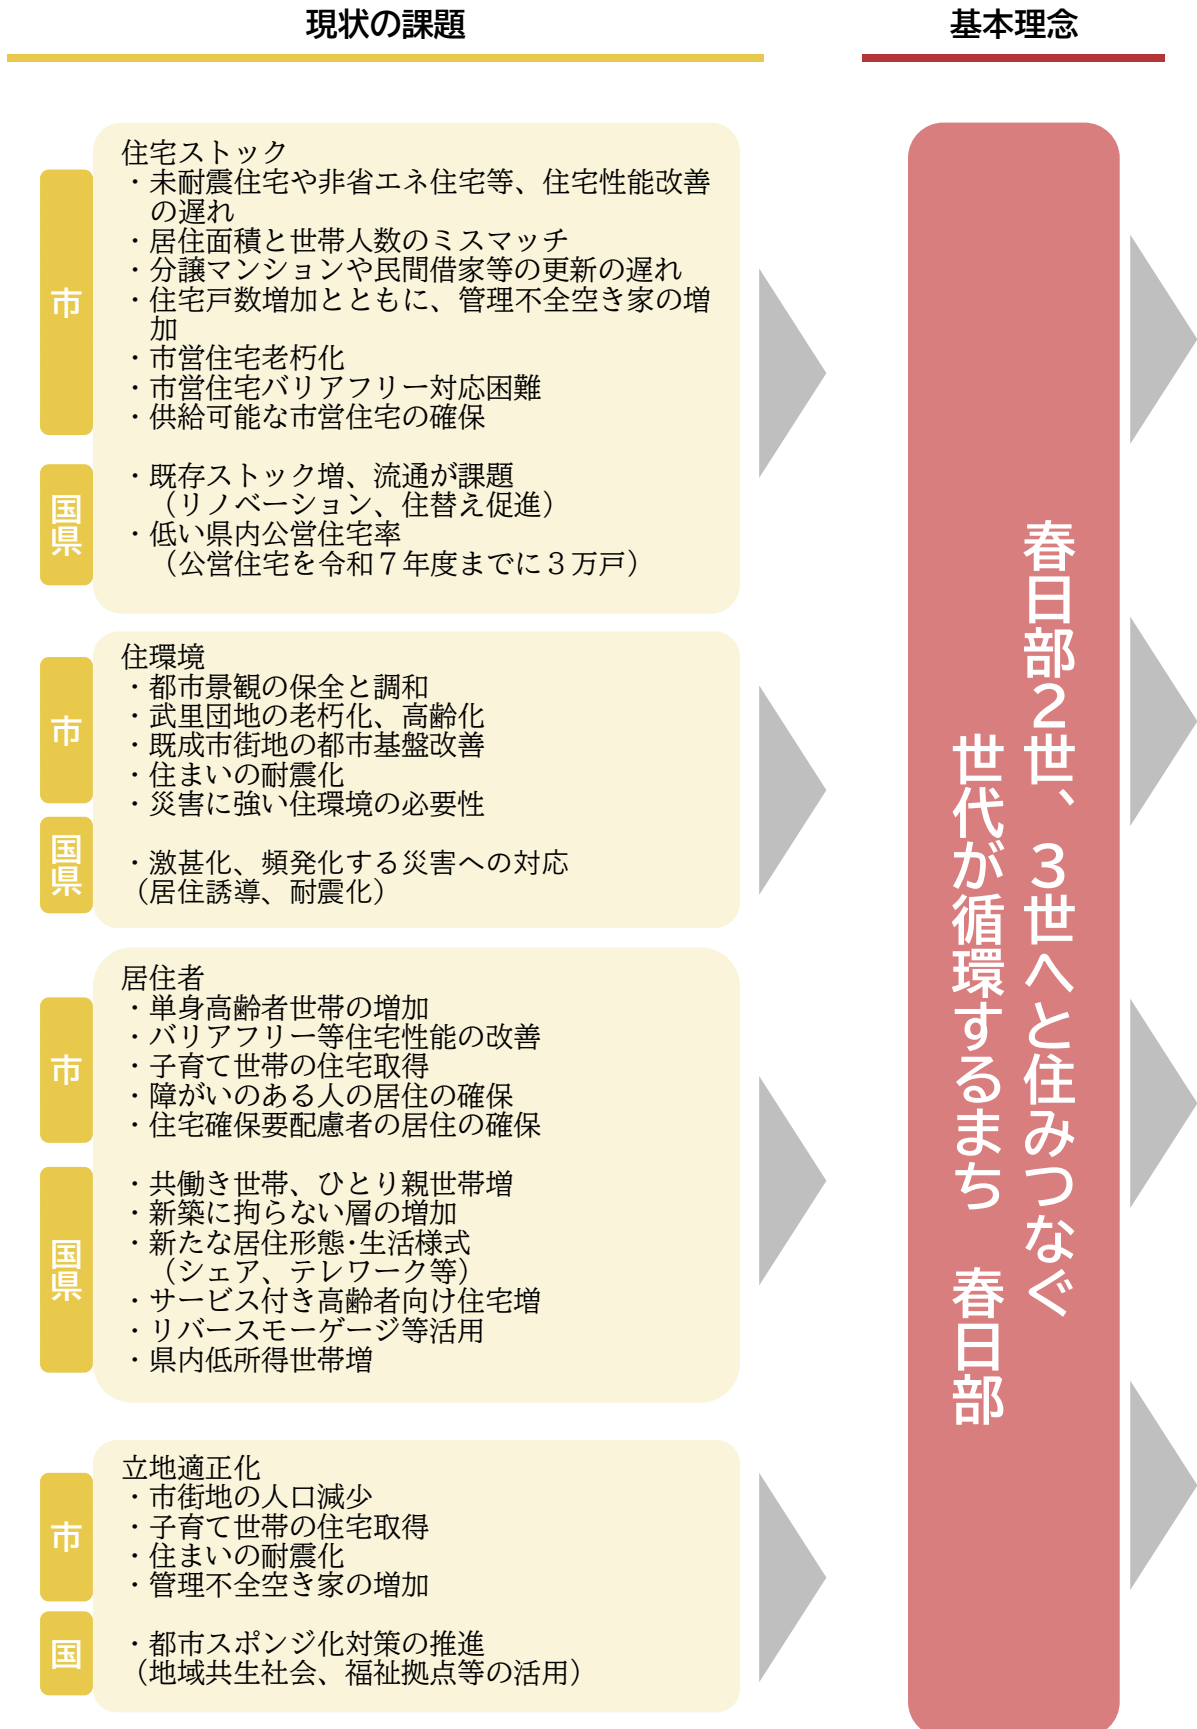 現状の課題
基本理念
市
住宅ストック
・未耐震住宅や非省エネ住宅等、住宅性能改善
の遅れ
・居住面積と世帯人数のミスマッチ
・分譲マンションや民間借家等の更新の遅れ
・住宅戸数増加とともに、管理不全空き家の増
加
・市営住宅老朽化
・市営住宅バリアフリー対応困難
・供給可能な市営住宅の確保
国県
・既存ストック増、流通が課題
（リノベーション、住替え促進）
・低い県内公営住宅率
（公営住宅を令和７年度までに３万戸）
市
住環境
・都市景観の保全と調和
・武里団地の老朽化、高齢化
・既成市街地の都市基盤改善
・住まいの耐震化
・災害に強い住環境の必要性
国県
・激甚化、頻発化する災害への対応
（居住誘導、耐震化）
市
居住者
・単身高齢者世帯の増加
・バリアフリー等住宅性能の改善
・子育て世帯の住宅取得
・障がいのある人の居住の確保
・住宅確保要配慮者の居住の確保
国県
・共働き世帯、ひとり親世帯増
・新築に拘らない層の増加
・新たな居住形態･生活様式
（シェア、テレワーク等）
・サービス付き高齢者向け住宅増
・リバースモーゲージ等活用
・県内低所得世帯増
市
立地適正化
・市街地の人口減少
・子育て世帯の住宅取得
・住まいの耐震化
・管理不全空き家の増加
国
・都市スポンジ化対策の推進
（地域共生社会、福祉拠点等の活用）
春日部２世、３世へと住みつなぐ
世代が循環するまち　春日部